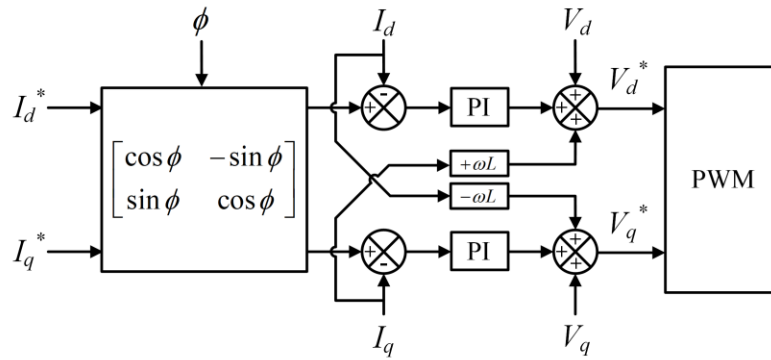 ϕ
I_d
V_d
I_d^*
-
+
PI
+
+
+
V_d^*
cos ϕ -sin ϕ
sin ϕ cos ϕ
+ωL
-ωL
PWM
I_q^*
+
-
PI
+
+
+
V_q^*
I_q
V_q